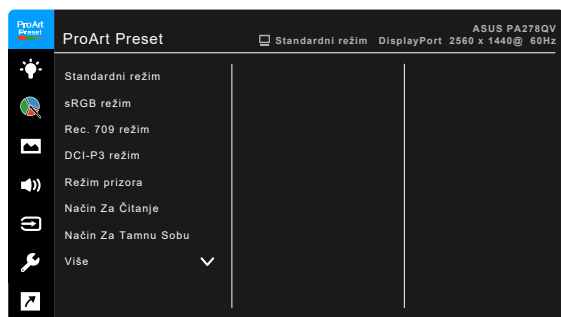 ProArt
Preset
ProArt Preset
ASUS PA278QV
Standardni režim DisplayPort 2560 x 1440@ 60Hz
Standardni režim
sRGB režim
Rec. 709 režim
DCI-P3 režim
Režim prizora
Način Za Čitanje
Način Za Tamnu Sobu
Više